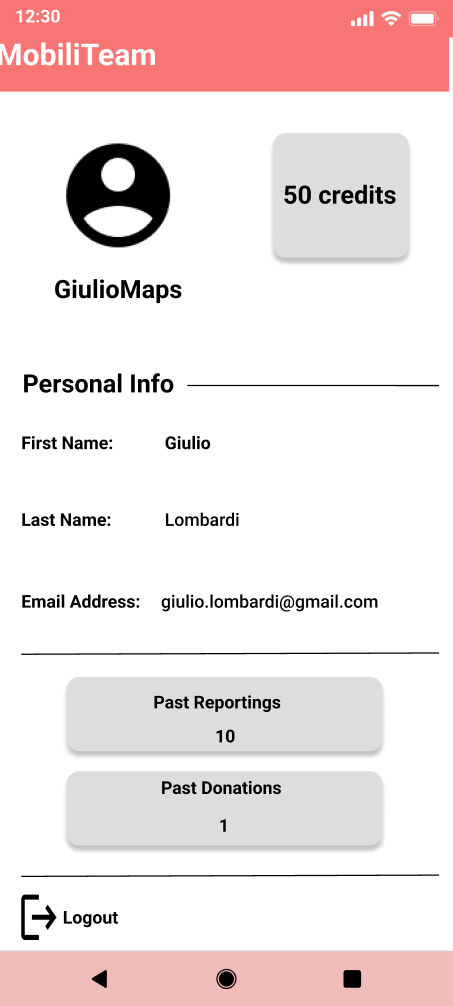 12:30
MobiliTeam
50 credits
GiulioMaps
Personal Info
First Name: Giulio
Last Name: Lombardi
Email Address: giulio.lombardi@gmail.com
Past Reportings
10
Past Donations
1
Logout